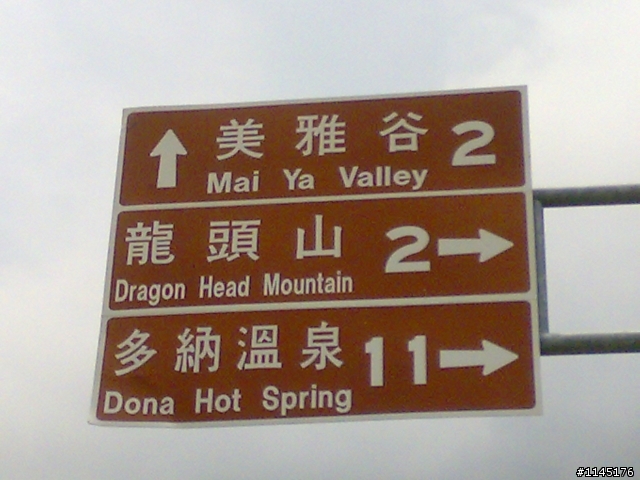 美雅谷 2
Mai Ya Valley
龍頭山 2
Dragon Head Mountain
多納溫泉 11
Dona Hot Spring
#1145176